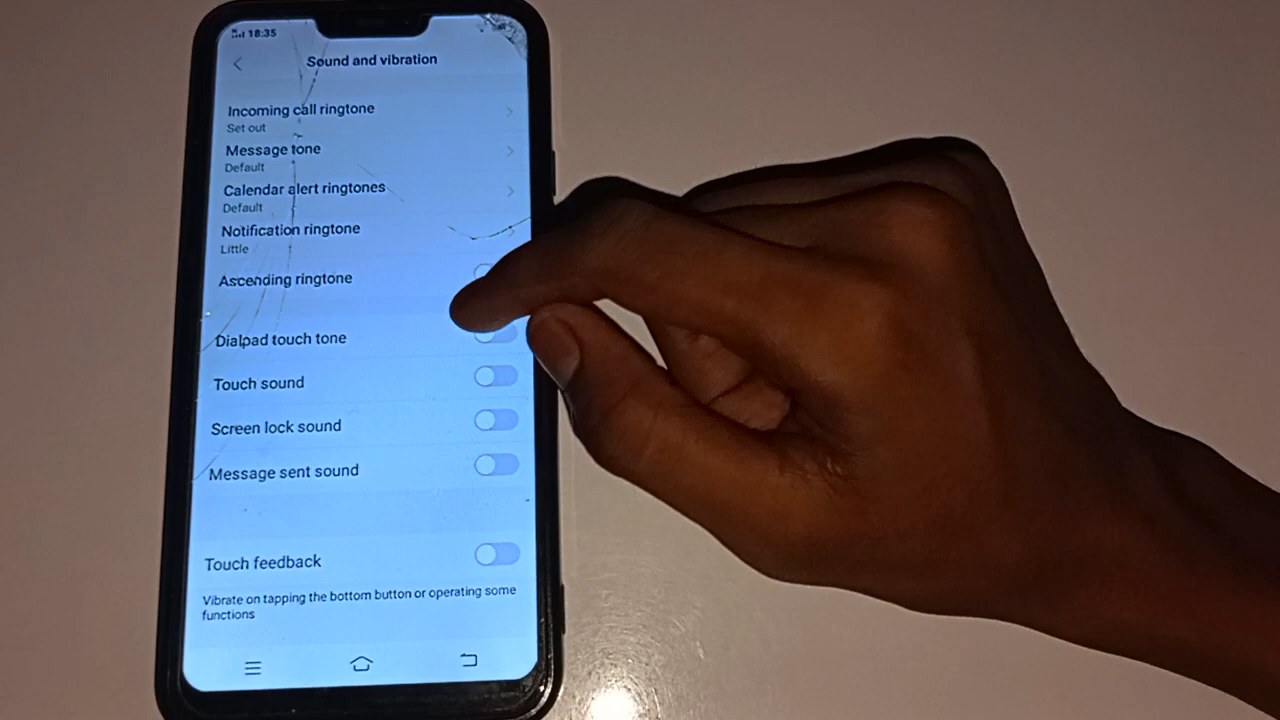 18:35
Sound and vibration
Incoming call ringtone
Set out
Message tone
Default
Calendar alert ringtones
Default
Notification ringtone
Little
Ascending ringtone
Dialpad touch tone
Touch sound
Screen lock sound
Message sent sound
Touch feedback
Vibrate on tapping the bottom button or operating some
functions